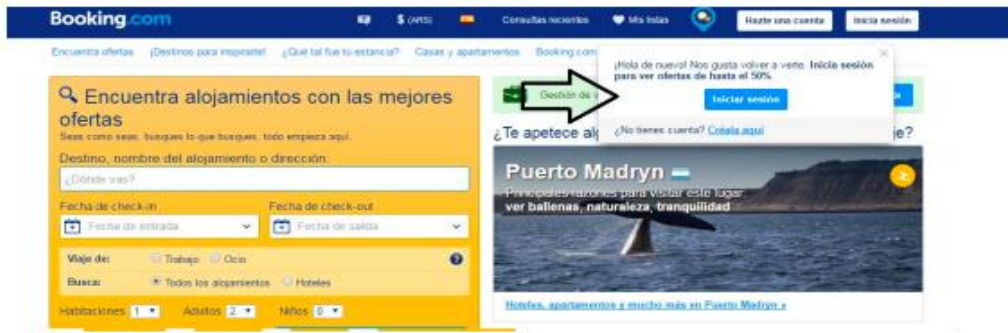 Booking.com
$ (ARS)
Consultas recientes
Mis listas
Hazte una cuenta
Inicia sesión
Encuentra ofertas
¡Destinos para inspirarte!
¿Qué tal fue tu estancia?
Casas y apartamentos
Booking.com
¡Hola de nuevo! Nos gusta volver a verte. Inicia sesión
para ver ofertas de hasta el 50%.
Iniciar sesión
¿No tienes cuenta? Créala aquí
Encuentra alojamientos con las mejores
ofertas
Seas como seas, busques lo que busques, todo empieza aquí.
Destino, nombre del alojamiento o dirección:
¿Dónde vas?
Fecha de check-in
Fecha de check-out
Fecha de entrada
Fecha de salida
Viaje de:
Trabajo
Ocio
Busca:
Todos los alojamientos
Hoteles
Habitaciones 1
Adultos 2
Niños 0
Gestión de v
¿Te apetece al
je?
Puerto Madryn
Principales razones para visitar este lugar
ver ballenas, naturaleza, tranquilidad
Hoteles, apartamentos y mucho más en Puerto Madryn »